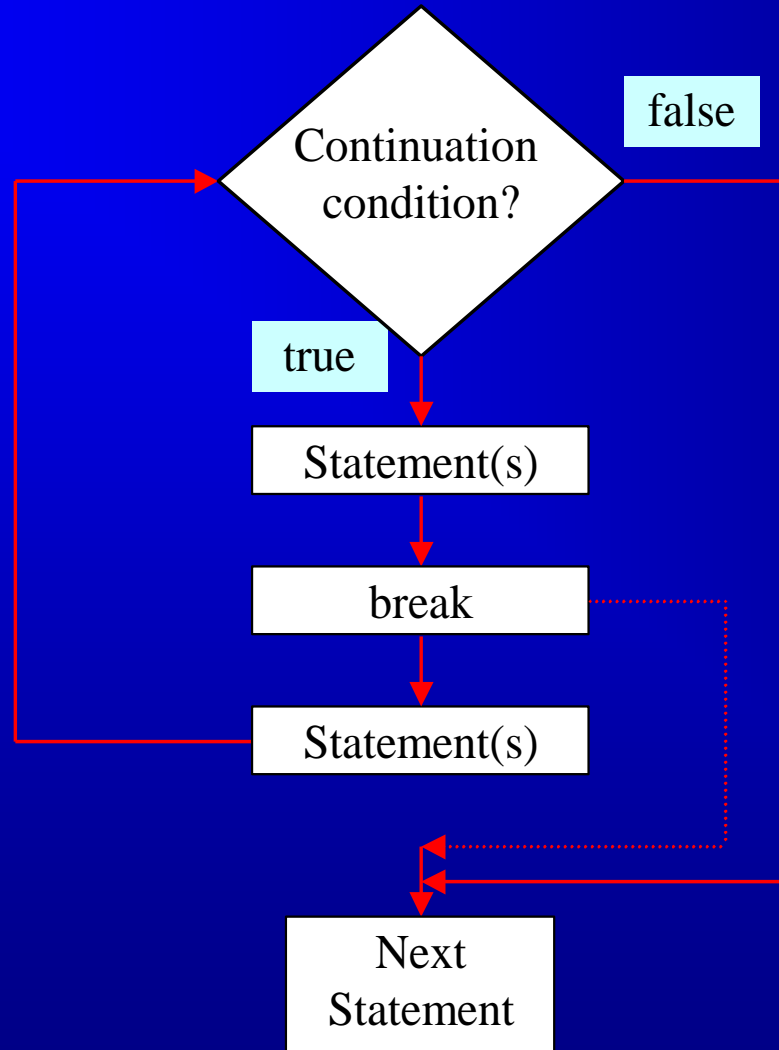 false
Continuation
condition?
true
Statement(s)
break
Statement(s)
Next
Statement